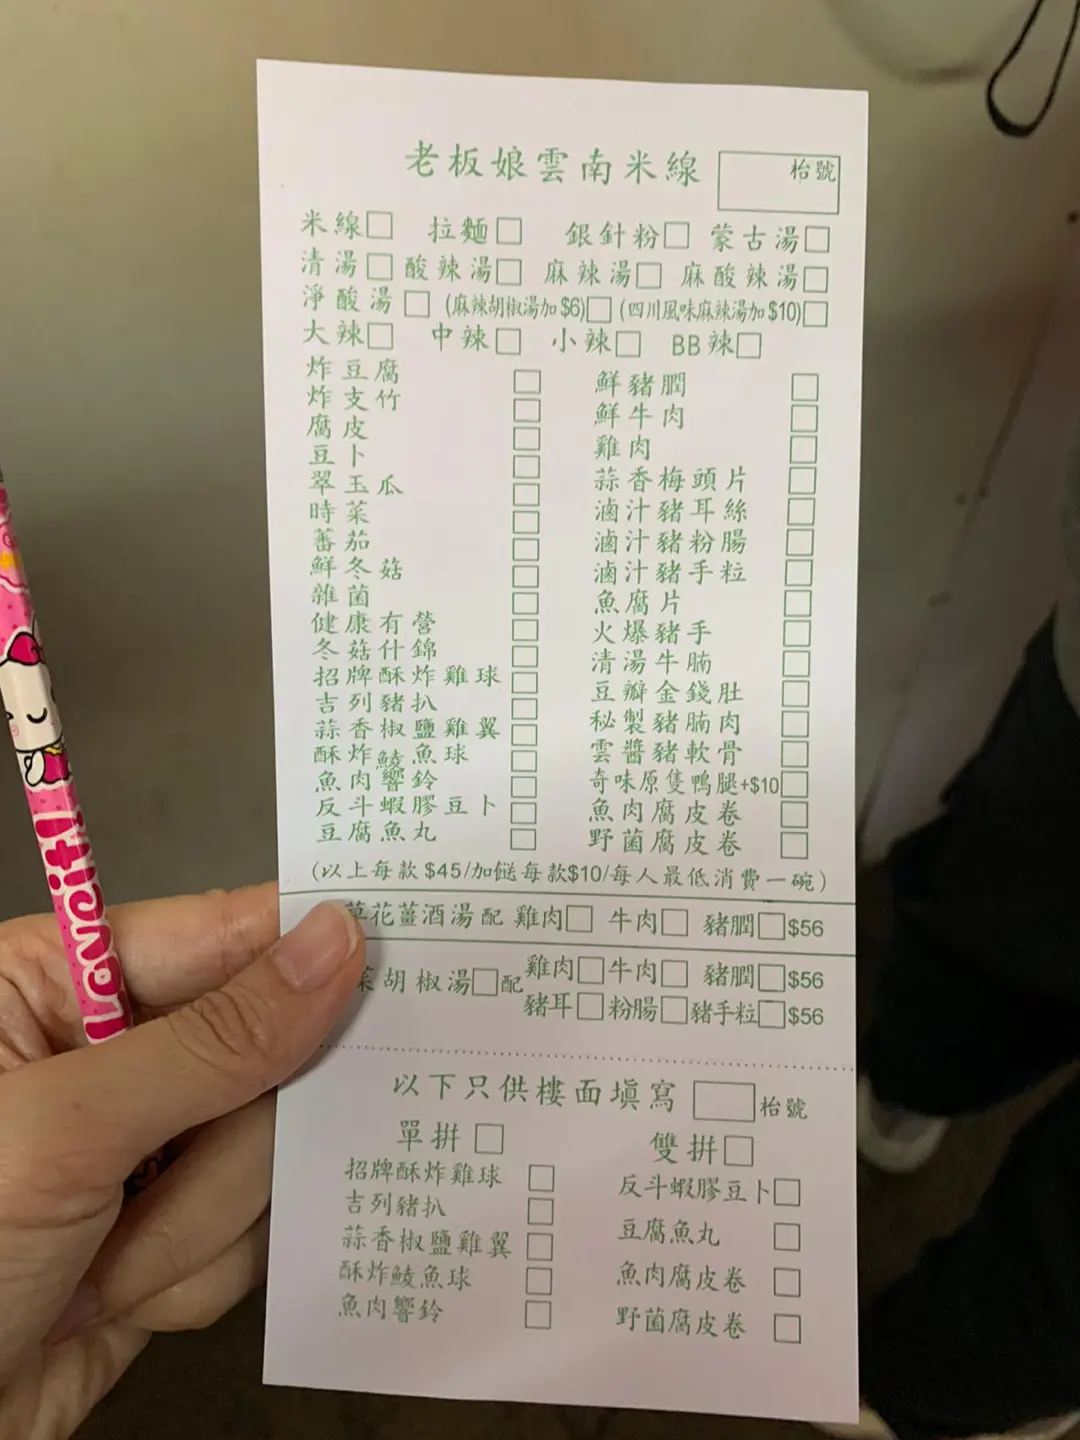 老板娘雲南米線 枱號
米線□ 拉麵□ 銀針粉□ 蒙古湯□
清湯□ 酸辣湯□ 麻辣湯□ 麻酸辣湯□
淨酸湯□ (麻辣胡椒湯加$6)□ (四川風味麻辣湯加$10)□
大辣□ 中辣□ 小辣□ BB辣□
炸豆腐□ 鮮豬膶□
炸支竹□ 鮮牛肉□
腐皮□ 雞肉□
豆卜□ 蒜香梅頭片□
翠玉瓜□ 滷汁豬耳絲□
時菜□ 滷汁豬粉腸□
蕃茄□ 滷汁豬手粒□
鮮冬菇□ 魚腐片□
雜菌□ 火爆豬手□
健康有營□ 清湯牛腩□
冬菇什錦□ 豆瓣金錢肚□
招牌酥炸雞球□ 秘製豬腩肉□
吉列豬扒□ 雲醬豬軟骨□
蒜香椒鹽雞翼□ 奇味原隻鴨腿+$10□
酥炸鯪魚球□ 魚肉腐皮卷□
魚肉響鈴□ 野菌腐皮卷□
反斗蝦膠豆卜□
豆腐魚丸□
(以上每款$45/加餸每款$10/每人最低消費一碗)
花薑酒湯配 雞肉□ 牛肉□ 豬膶□$56
胡椒湯□配 雞肉□牛肉□ 豬膶□$56
豬耳□粉腸□豬手粒□$56
以下只供樓面填寫 □枱號
單拼□ 雙拼□
招牌酥炸雞球□ 反斗蝦膠豆卜□
吉列豬扒□ 豆腐魚丸□
蒜香椒鹽雞翼□ 魚肉腐皮卷□
酥炸鯪魚球□ 野菌腐皮卷□
魚肉響鈴□